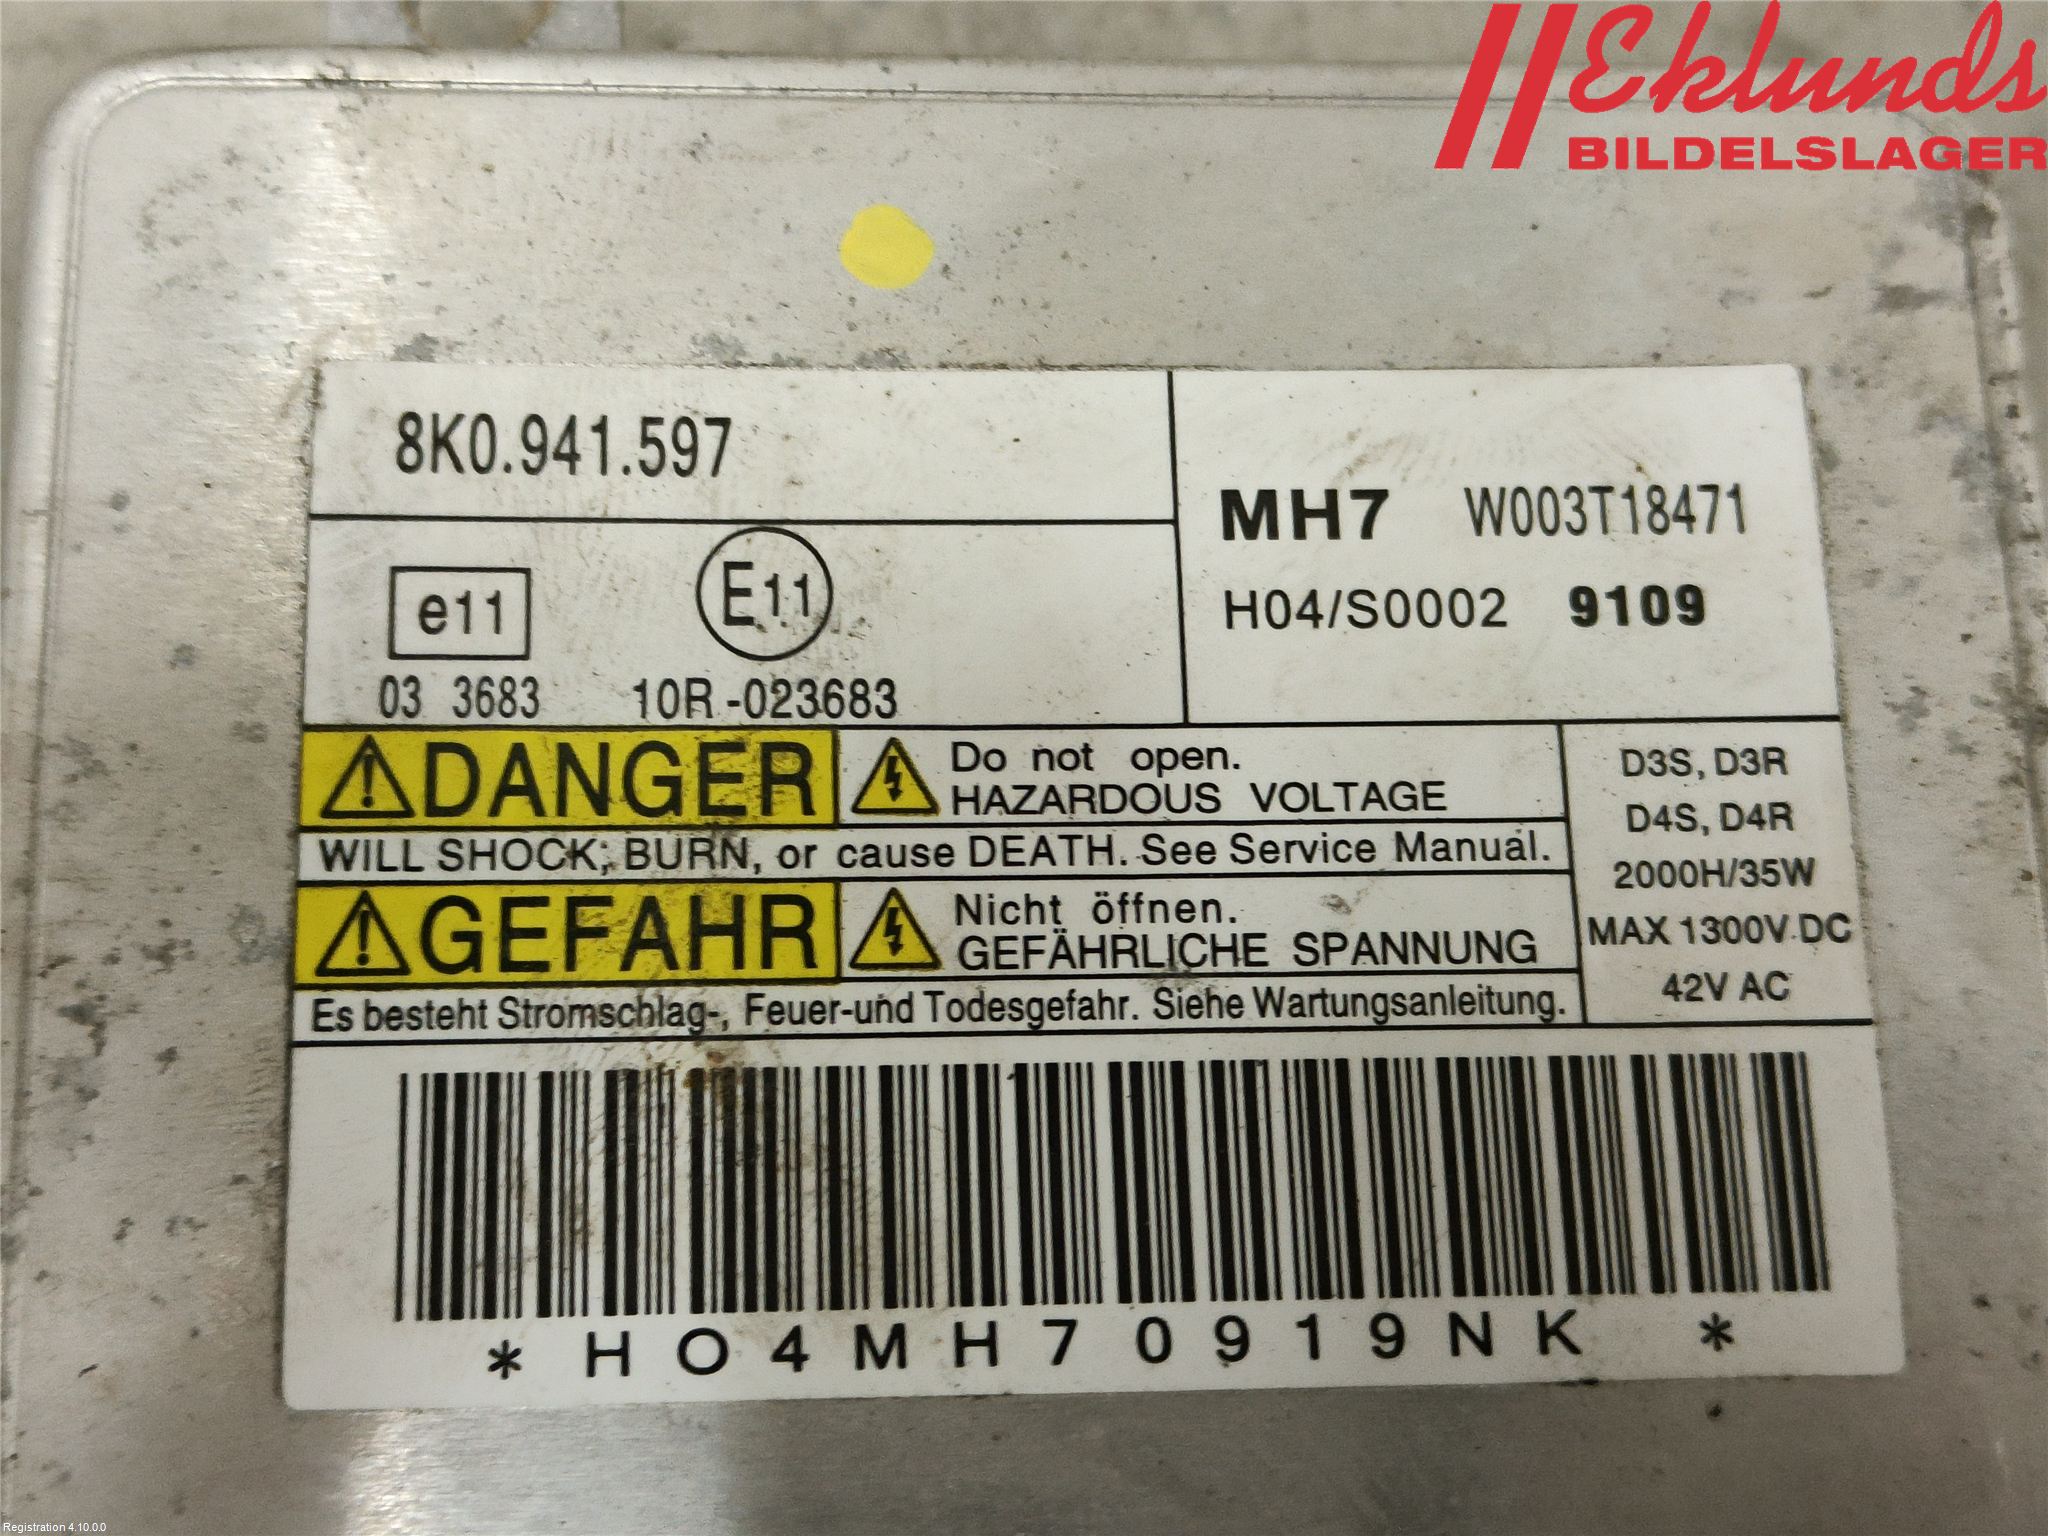 Eklunds
BILDELSLAGER
8K0.941.597
MH7 W003T18471
H04/S0002 9109
e11
E11
03 3683 10R-023683
DANGER
Do not open.
HAZARDOUS VOLTAGE
WILL SHOCK, BURN, or cause DEATH. See Service Manual.
GEFAHR
Nicht öffnen.
GEFÄHRLICHE SPANNUNG
Es besteht Stromschlag-, Feuer-und Todesgefahr. Siehe Wartungsanleitung.
D3S, D3R
D4S, D4R
2000H/35W
MAX 1300V DC
42V AC
*H04MH70919NK*
Registration 4.10.0.0